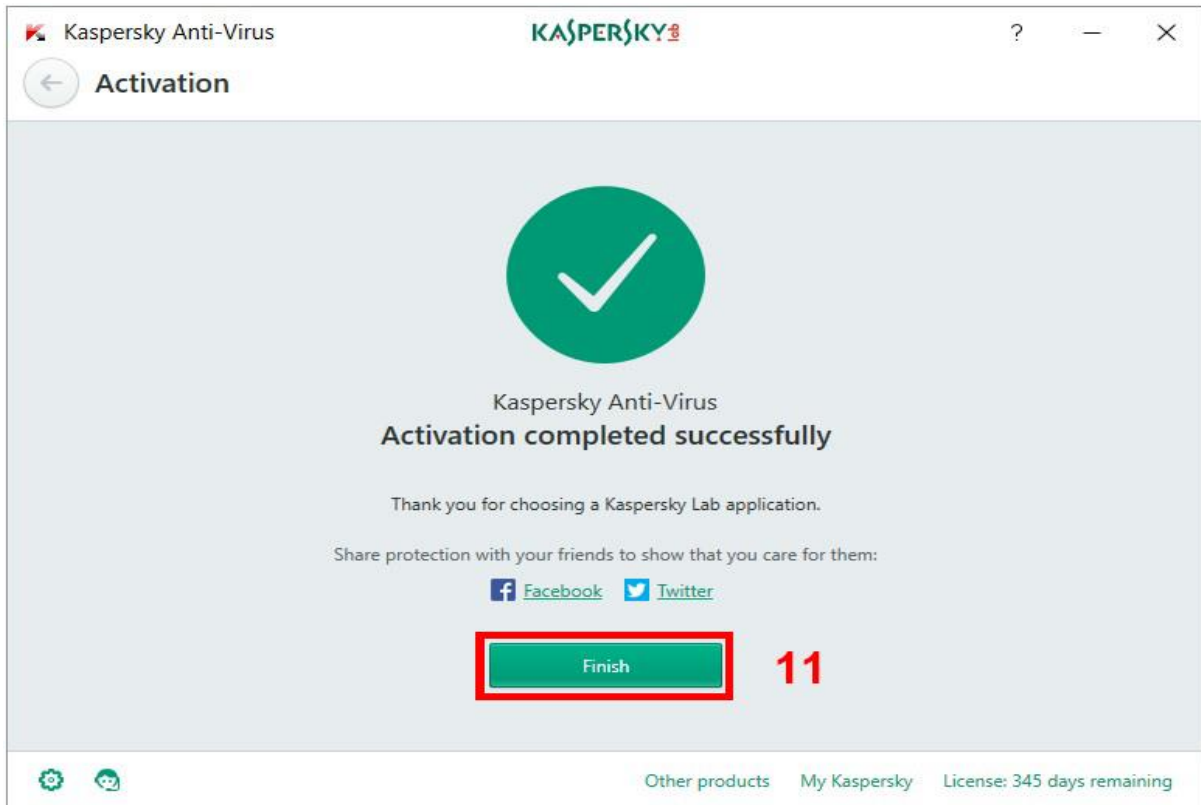 Kaspersky Anti-Virus
KASPERSKY lab
?
Activation
Kaspersky Anti-Virus
Activation completed successfully
Thank you for choosing a Kaspersky Lab application.
Share protection with your friends to show that you care for them:
Facebook Twitter
Finish
11
Other products My Kaspersky License: 345 days remaining